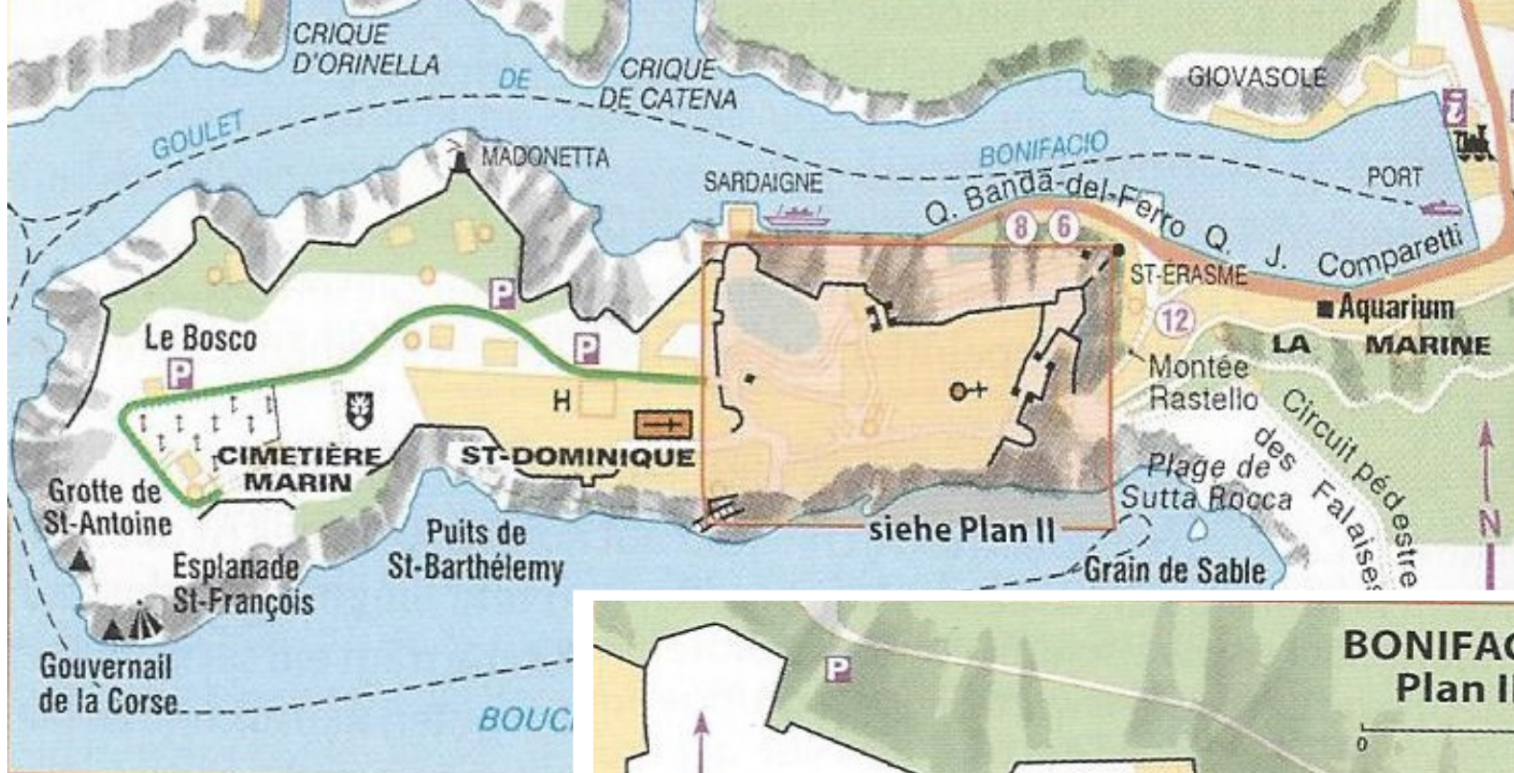 CRIQUE
D'ORINELLA
CRIQUE
DE CATENA
GOULET
DE
BONIFACIO
GIOVASOLE
i
MADONETTA
SARDAIGNE
PORT
Q. Banda-del-Ferro
Q. J. Comparetti
8
6
ST-ÉRASME
Aquarium
12
LA MARINE
Le Bosco
P
P
P
H
Montée
Rastello
CIMETIÈRE
MARIN
ST-DOMINIQUE
Circuit pédestre
des Falaises
Plage de
Sutta Rocca
N
Grotte de
St-Antoine
Puits de
St-Barthélemy
siehe Plan II
Grain de Sable
Esplanade
St-François
Gouvernail
de la Corse
BOUC
P
BONIFAC
Plan II
0